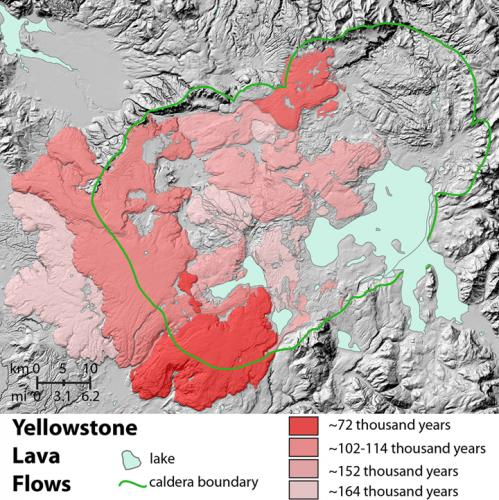 km 0 5 10
mi 0 3.1 6.2
Yellowstone
Lava
Flows
lake
caldera boundary
~72 thousand years
~102-114 thousand years
~152 thousand years
~164 thousand years